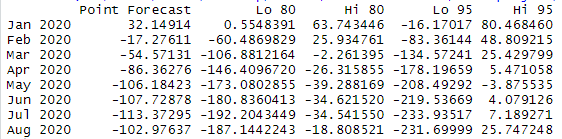 Point Forecast Lo 80 Hi 80 Lo 95 Hi 95
Jan 2020 32.14914 0.5548391 63.743446 -16.17017 80.468460
Feb 2020 -17.27611 -60.4869829 25.934761 -83.36144 48.809215
Mar 2020 -54.57131 -106.8812164 -2.261395 -134.57241 25.429799
Apr 2020 -86.36276 -146.4096720 -26.315855 -178.19659 5.471058
May 2020 -106.18423 -173.0802855 -39.288169 -208.49292 -3.875535
Jun 2020 -107.72878 -180.8360413 -34.621520 -219.53669 4.079126
Jul 2020 -113.37295 -192.2043449 -34.541550 -233.93517 7.189271
Aug 2020 -102.97637 -187.1442243 -18.808521 -231.69999 25.747248